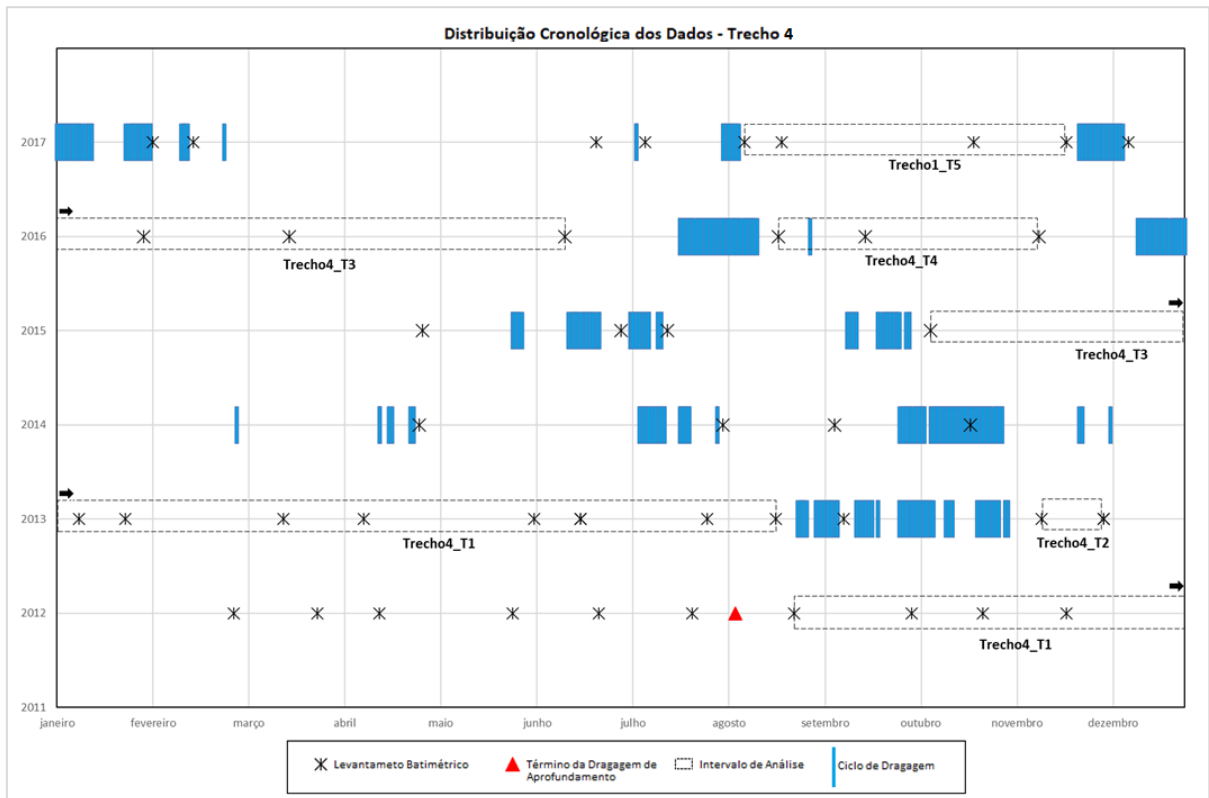 Distribuição Cronológica dos Dados - Trecho 4
2017
Trecho1_T5
2016
Trecho4_T3
Trecho4_T4
2015
Trecho4_T3
2014
2013
Trecho4_T1
Trecho4_T2
2012
Trecho4_T1
2011
janeiro fevereiro março abril maio junho julho agosto setembro outubro novembro dezembro
Levantameto Batimétrico
Término da Dragagem de
Aprofundamento
Intervalo de Análise
Ciclo de Dragagem